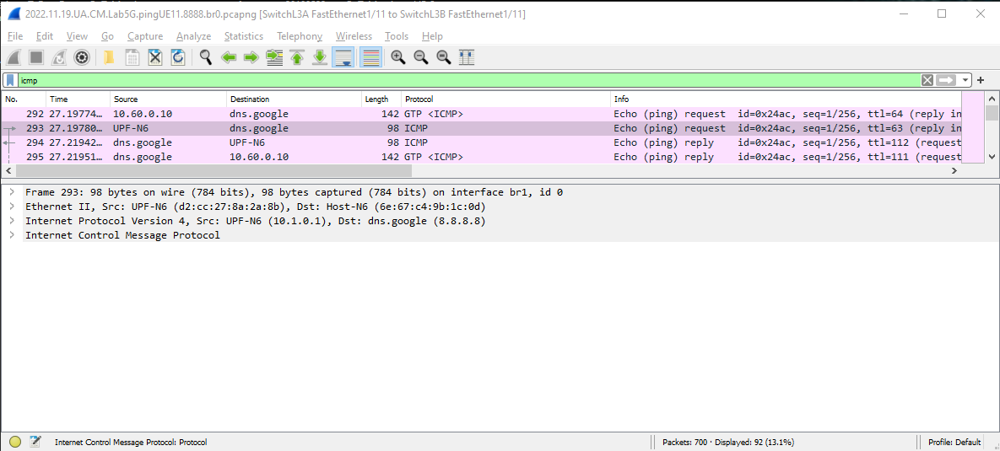 2022.11.19.UA.CM.Lab5G.pingUE11.8888.br0.pcapng [SwitchL3A FastEthernet1/11 to SwitchL3B FastEthernet1/11]
File Edit View Go Capture Analyze Statistics Telephony Wireless Tools Help
icmp
No. Time Source Destination Length Protocol Info
292 27.19774… 10.60.0.10 dns.google 142 GTP <ICMP> Echo (ping) request id=0x24ac, seq=1/256, ttl=64 (reply in
293 27.19780… UPF-N6 dns.google 98 ICMP Echo (ping) request id=0x24ac, seq=1/256, ttl=63 (reply in
294 27.21942… dns.google UPF-N6 98 ICMP Echo (ping) reply id=0x24ac, seq=1/256, ttl=112 (request
295 27.21951… dns.google 10.60.0.10 142 GTP <ICMP> Echo (ping) reply id=0x24ac, seq=1/256, ttl=111 (request
Frame 293: 98 bytes on wire (784 bits), 98 bytes captured (784 bits) on interface br1, id 0
Ethernet II, Src: UPF-N6 (d2:cc:27:8a:2a:8b), Dst: Host-N6 (6e:67:c4:9b:1c:0d)
Internet Protocol Version 4, Src: UPF-N6 (10.1.0.1), Dst: dns.google (8.8.8.8)
Internet Control Message Protocol
Internet Control Message Protocol: Protocol Packets: 700 · Displayed: 92 (13.1%) Profile: Default